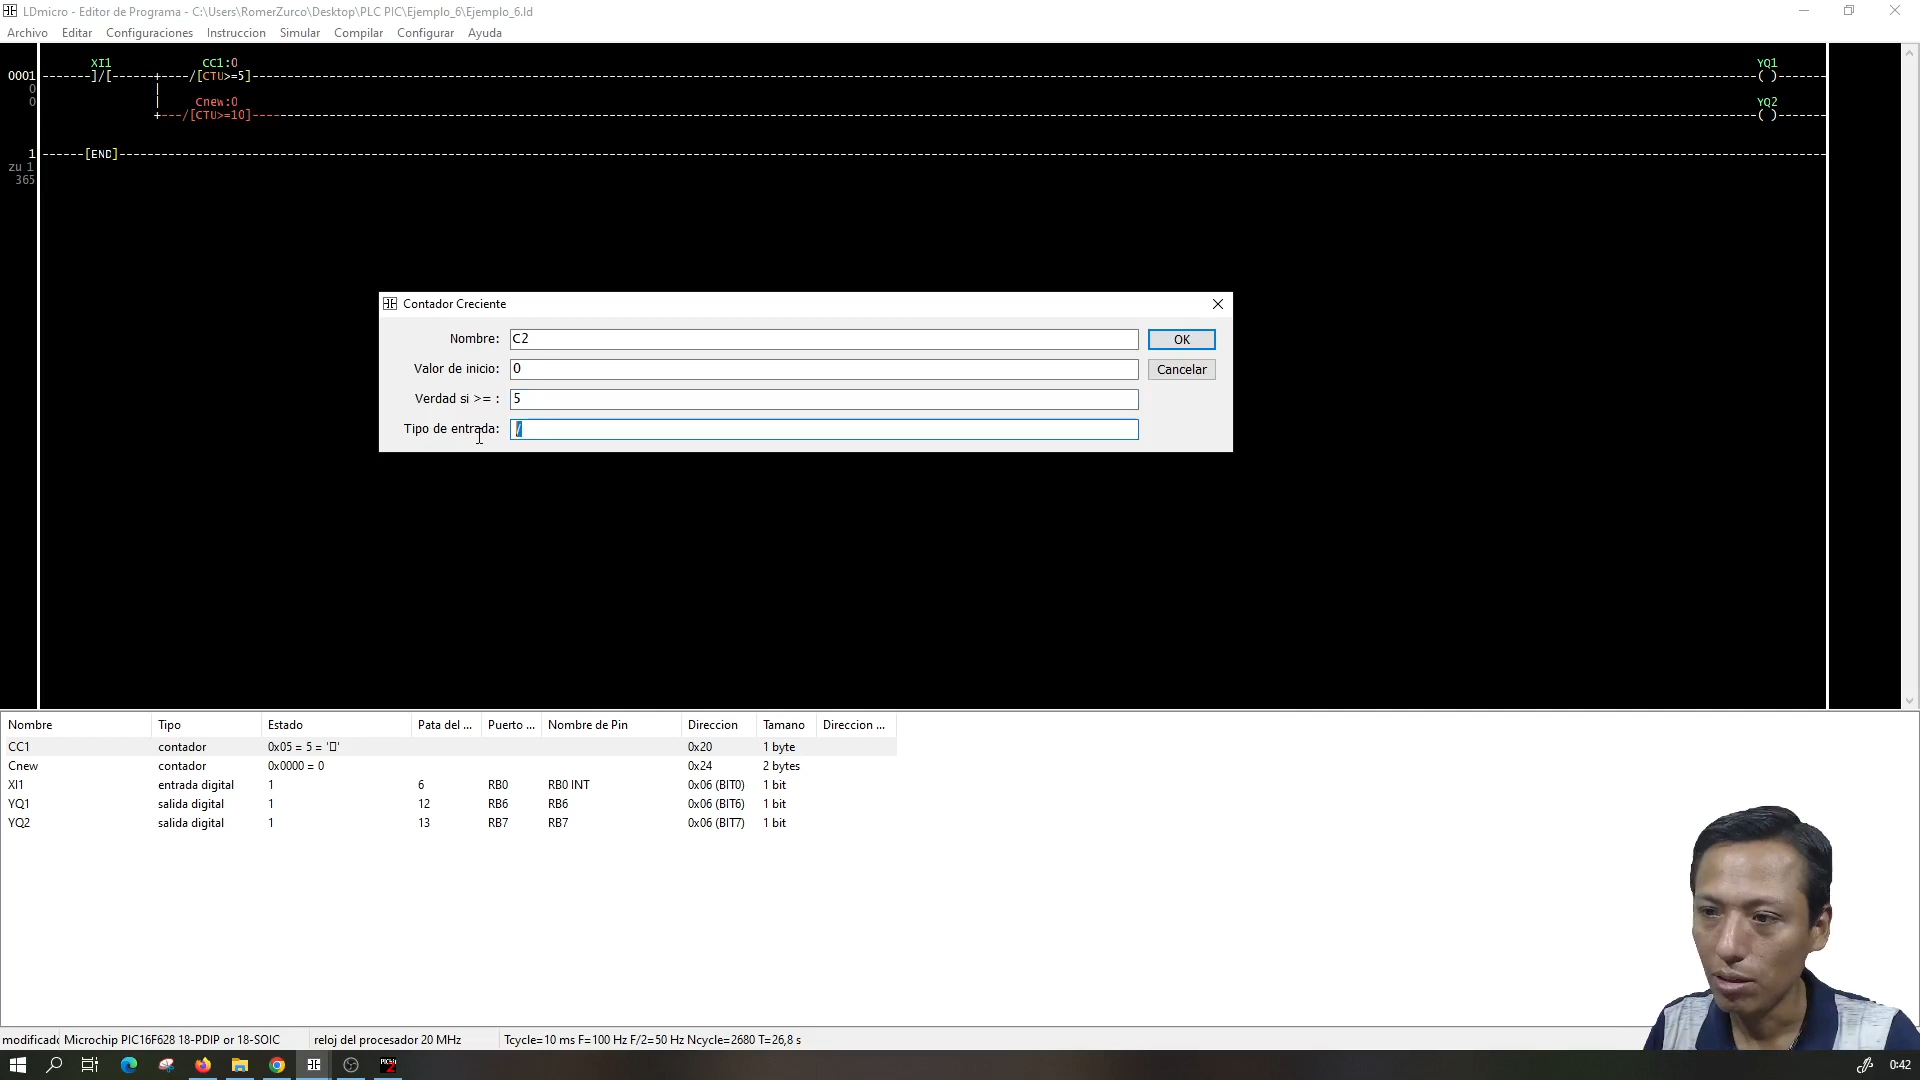 LDmicro - Editor de Programa - C:\Users\RomerZurco\Desktop\PLC PIC\Ejemplo_6\Ejemplo_6.ld
Archivo Editar Configuraciones Instruccion Simular Compilar Configurar Ayuda
XI1 CC1:0 YQ1
0001 ------]/[------+----/[CTU>=5]---- ( )
0
0 Cnew:0 YQ2
+---/[CTU>=10]---- ( )
1 ------[END]------
zu 1
365
Contador Creciente
Nombre: C2 OK
Valor de inicio: 0 Cancelar
Verdad si >= : 5
Tipo de entrada: /
Nombre Tipo Estado Pata del ... Puerto ... Nombre de Pin Direccion Tamano Direccion ...
CC1 contador 0x05 = 5 = '▯' 0x20 1 byte
Cnew contador 0x0000 = 0 0x24 2 bytes
XI1 entrada digital 1 6 RB0 RB0 INT 0x06 (BIT0) 1 bit
YQ1 salida digital 1 12 RB6 RB6 0x06 (BIT6) 1 bit
YQ2 salida digital 1 13 RB7 RB7 0x06 (BIT7) 1 bit
modificado Microchip PIC16F628 18-PDIP or 18-SOIC reloj del procesador 20 MHz Tcycle=10 ms F=100 Hz F/2=50 Hz Ncycle=2680 T=26,8 s
0:42